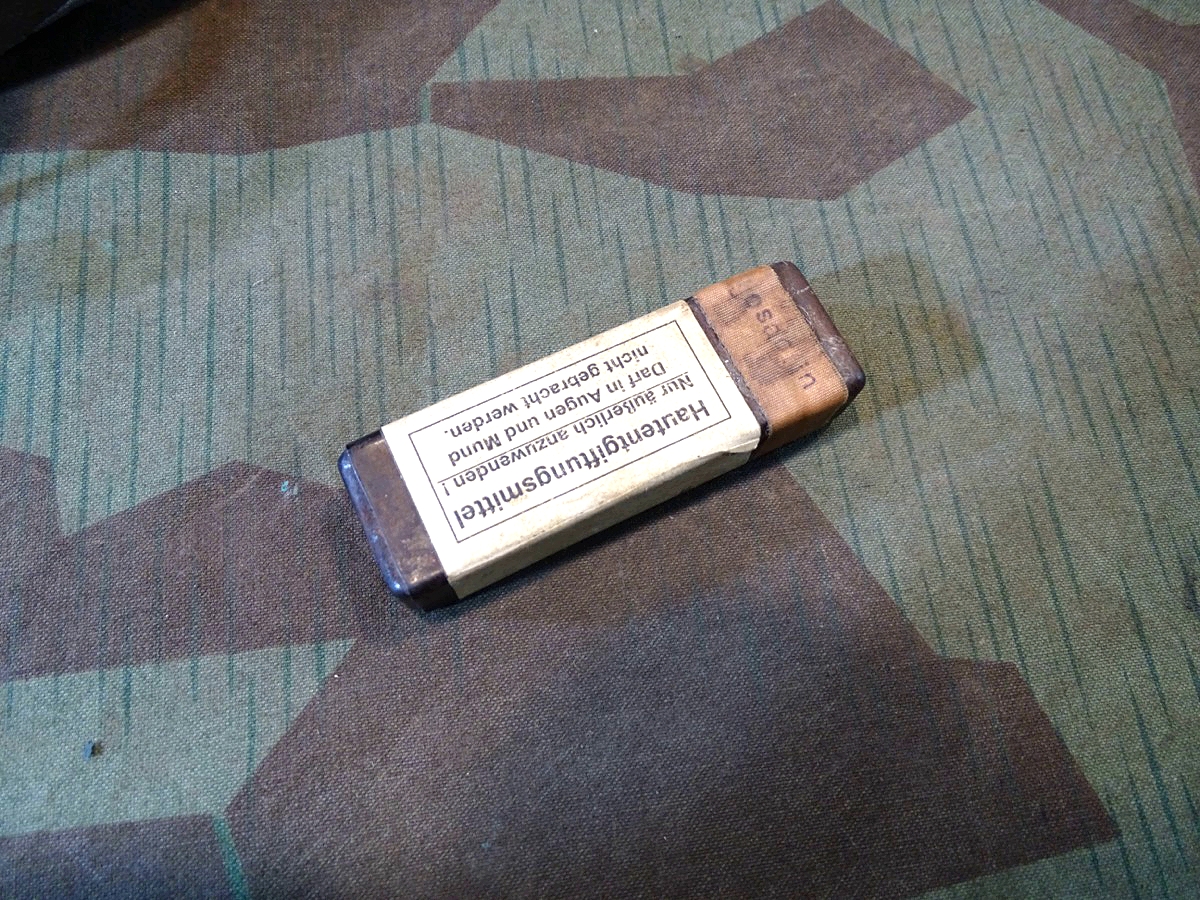 Hautentgiftungsmittel
Nur äußerlich anzuwenden !
Darf in Augen und Mund
nicht gebracht werden.